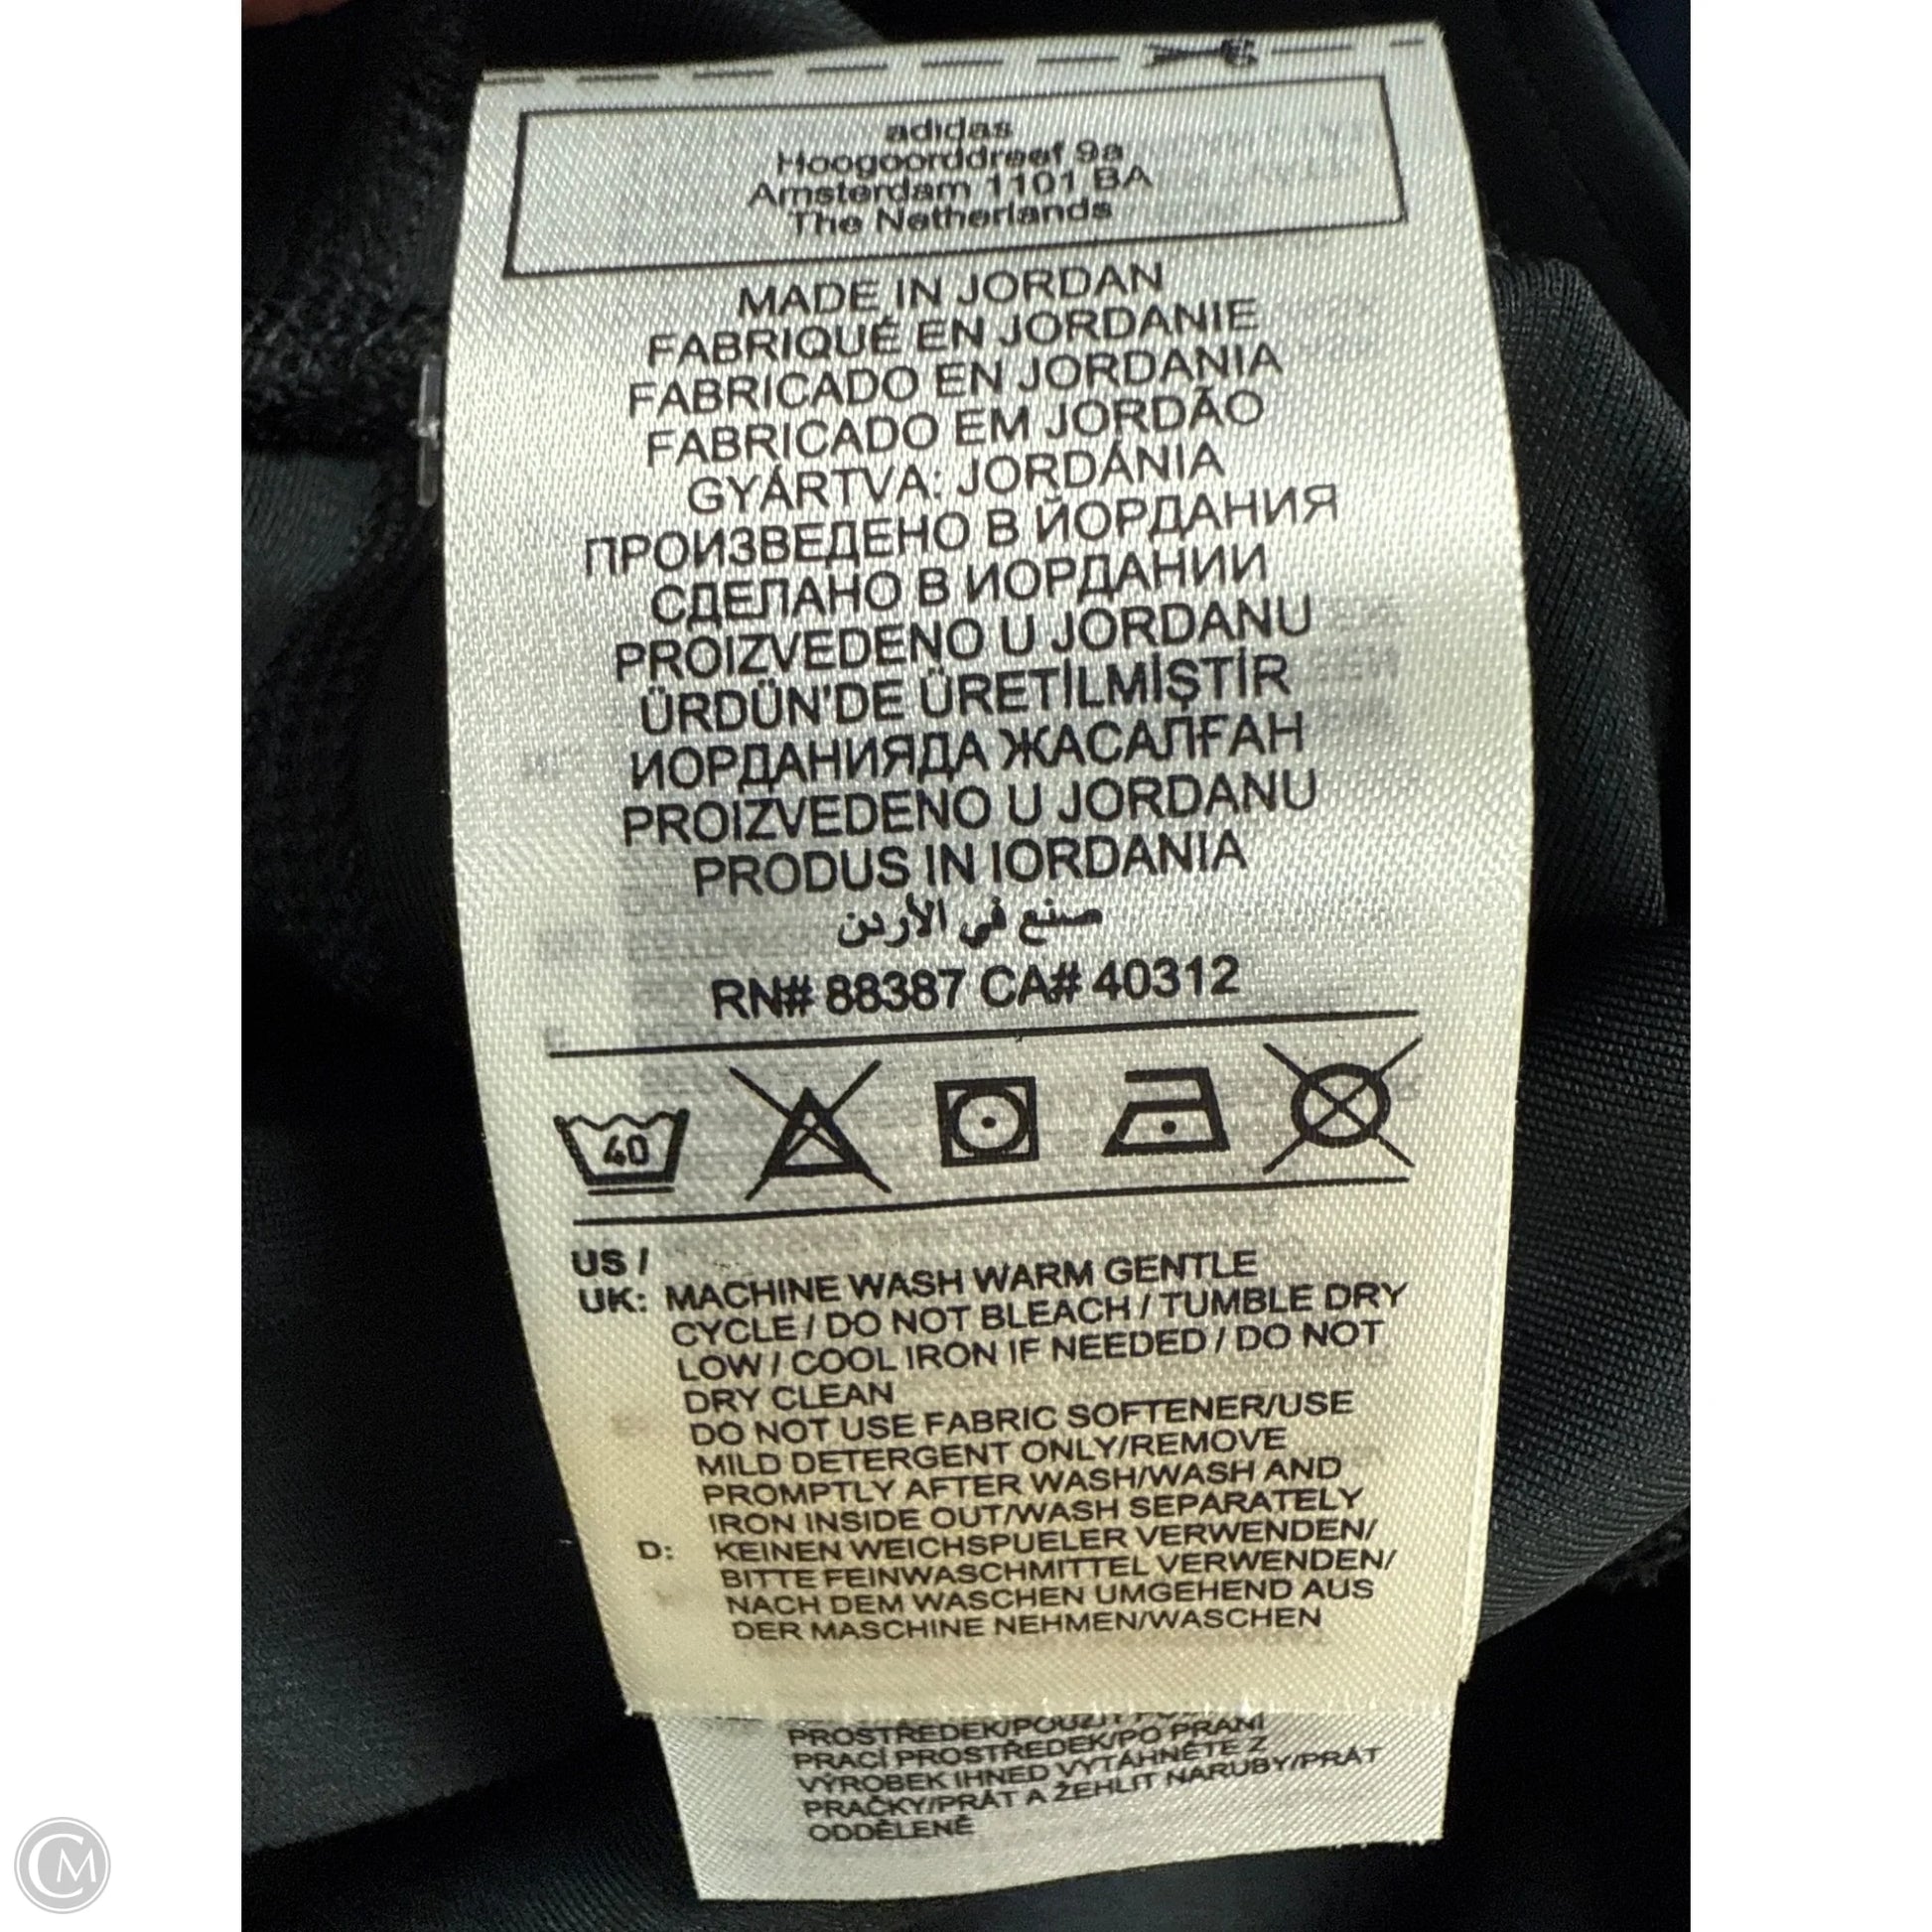 adidas
Hoogoorddreef 9a
Amsterdam 1101 BA
The Netherlands
MADE IN JORDAN
FABRIQUÉ EN JORDANIE
FABRICADO EN JORDANIA
FABRICADO EM JORDÃO
GYÁRTVA: JORDÁNIA
ПРОИЗВЕДЕНО В ЙОРДАНИЯ
СДЕЛАНО В ИОРДАНИИ
PROIZVEDENO U JORDANU
ÜRDÜN'DE ÜRETİLMİŞTİR
ИОРДАНИЯДА ЖАСАЛҒАН
PROIZVEDENO U JORDANU
PRODUS IN IORDANIA
صنع في الأردن
RN# 88387 CA# 40312
40
US /
UK: MACHINE WASH WARM GENTLE
CYCLE / DO NOT BLEACH / TUMBLE DRY
LOW / COOL IRON IF NEEDED / DO NOT
DRY CLEAN
DO NOT USE FABRIC SOFTENER/USE
MILD DETERGENT ONLY/REMOVE
PROMPTLY AFTER WASH/WASH AND
IRON INSIDE OUT/WASH SEPARATELY
D: KEINEN WEICHSPUELER VERWENDEN/
BITTE FEINWASCHMITTEL VERWENDEN/
NACH DEM WASCHEN UMGEHEND AUS
DER MASCHINE NEHMEN/WASCHEN
PROSTŘEDEK/POUŽÍT
PRACÍ PROSTŘEDEK/PO PRANÍ
VÝROBEK IHNED VYTÁHNĚTE Z
PRAČKY/PRÁT A ŽEHLIT NARUBY/PRÁT
ODDĚLENĚ
CM